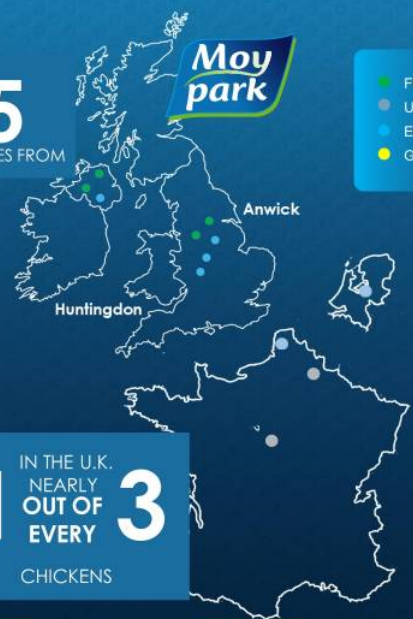 Moy
park
5
ES FROM
F
U
E
G
Anwick
Huntingdon
IN THE U.K.
NEARLY
OUT OF
EVERY
3
CHICKENS